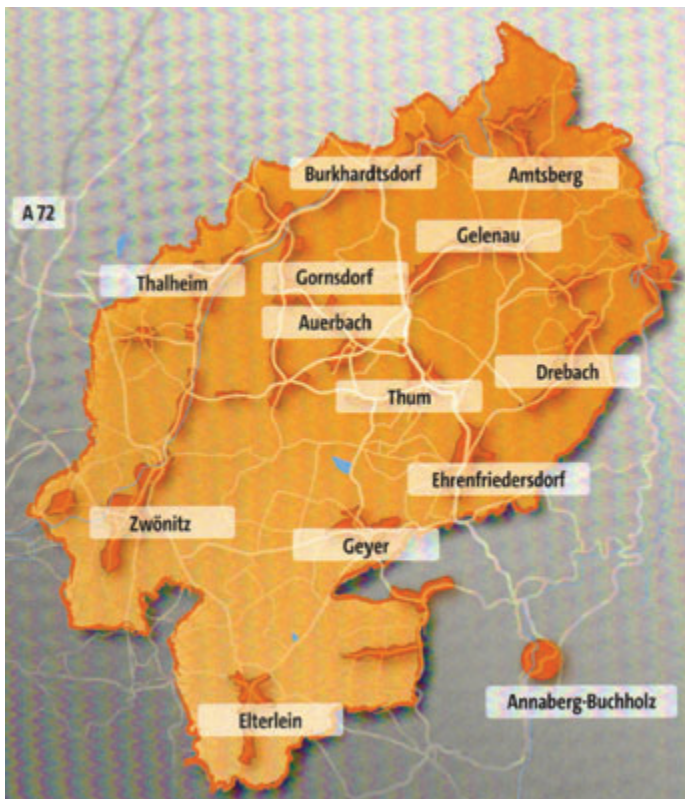 Burkhardtsdorf
Amtsberg
A 72
Gelenau
Thalheim
Gornsdorf
Auerbach
Drebach
Thum
Ehrenfriedersdorf
Zwönitz
Geyer
Annaberg-Buchholz
Elterlein